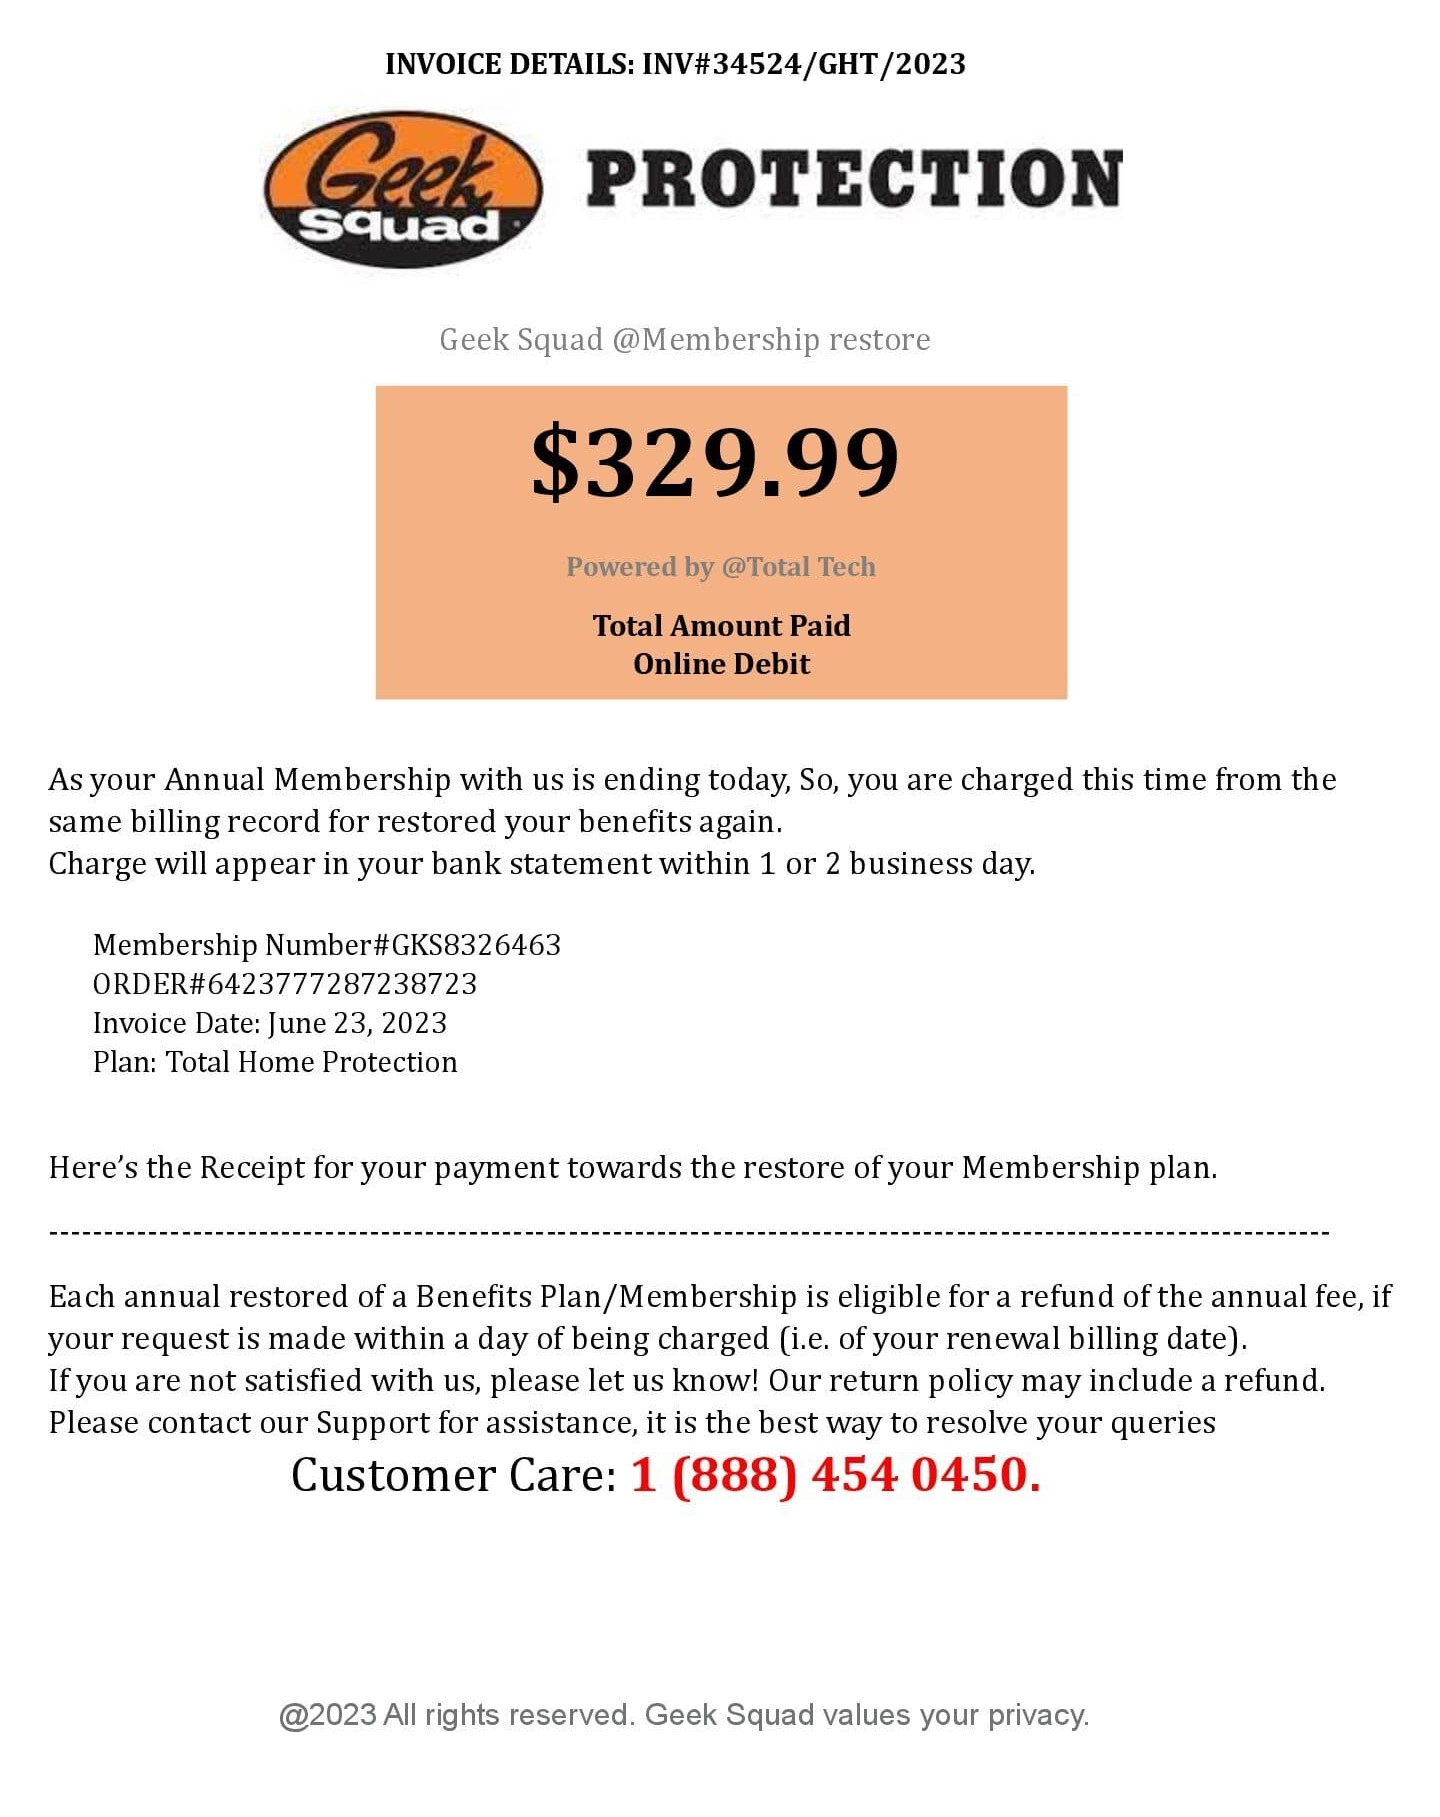 INVOICE DETAILS: INV#34524/GHT/2023
Geek Squad PROTECTION
Geek Squad @Membership restore
$329.99
Powered by @Total Tech
Total Amount Paid
Online Debit
As your Annual Membership with us is ending today, So, you are charged this time from the
same billing record for restored your benefits again.
Charge will appear in your bank statement within 1 or 2 business day.
Membership Number#GKS8326463
ORDER#6423777287238723
Invoice Date: June 23, 2023
Plan: Total Home Protection
Here’s the Receipt for your payment towards the restore of your Membership plan.
Each annual restored of a Benefits Plan/Membership is eligible for a refund of the annual fee, if
your request is made within a day of being charged (i.e. of your renewal billing date).
If you are not satisfied with us, please let us know! Our return policy may include a refund.
Please contact our Support for assistance, it is the best way to resolve your queries
Customer Care: 1 (888) 454 0450.
@2023 All rights reserved. Geek Squad values your privacy.